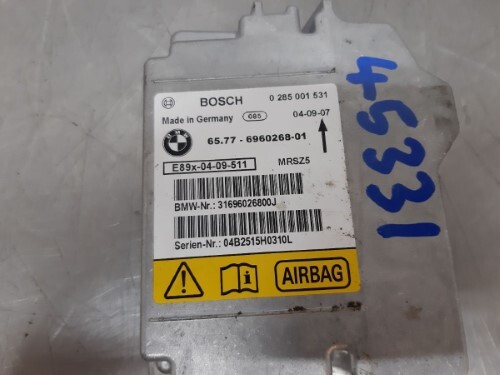 BOSCH 0 285 001 531
Made in Germany 085 04-09-07
BMW 65.77 - 6960268-01
E89x-04-09-511 MRSZ5
BMW-Nr.: 31696026800J
Serien-Nr.: 04B2515H0310L
AIRBAG
45331